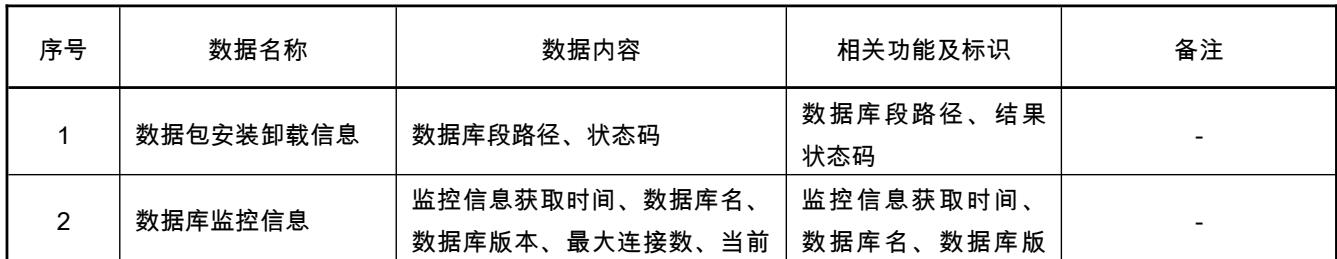 序号 数据名称 数据内容 相关功能及标识 备注
1 数据包安装卸载信息 数据库段路径、状态码 数据库段路径、结果
状态码 -
2 数据库监控信息 监控信息获取时间、数据库名、
数据库版本、最大连接数、当前 监控信息获取时间、
数据库名、数据库版 -